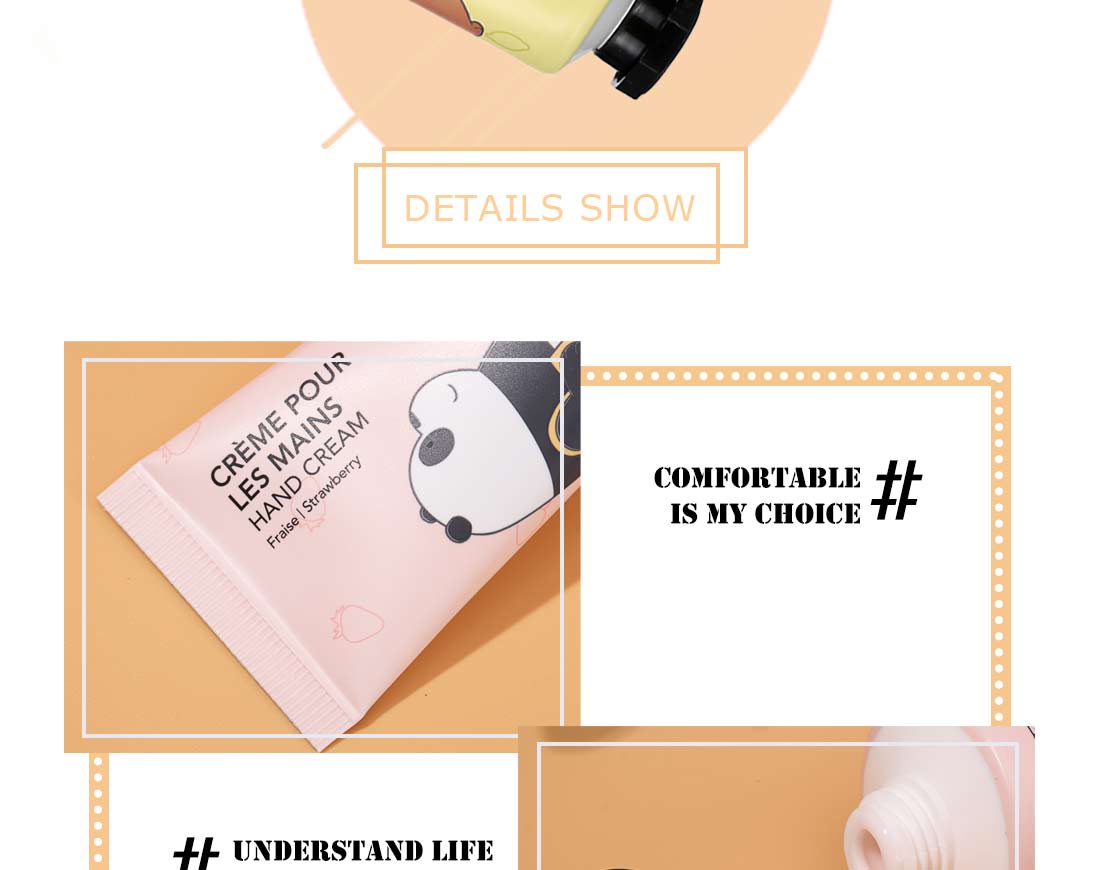 DETAILS SHOW
CRÈME POUR
LES MAINS
HAND CREAM
Fraise | Strawberry
COMFORTABLE #
IS MY CHOICE
# UNDERSTAND LIFE